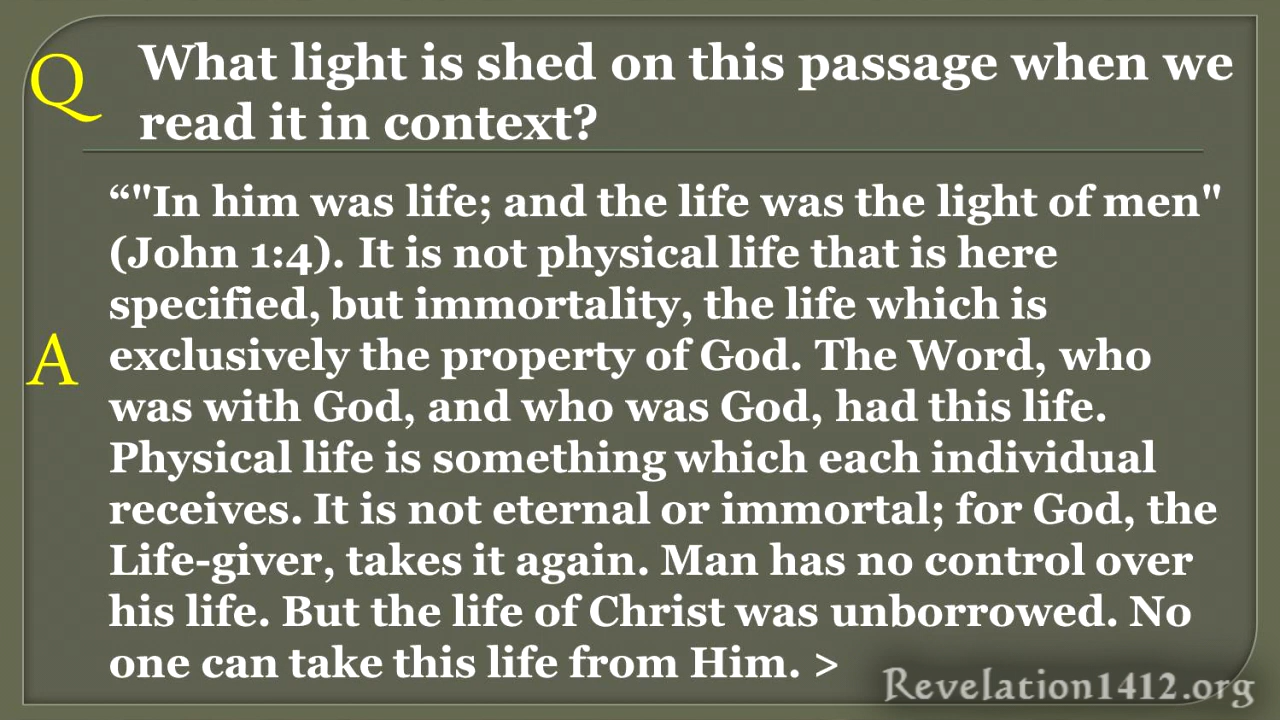 Q
What light is shed on this passage when we
read it in context?
A
“"In him was life; and the life was the light of men"
(John 1:4). It is not physical life that is here
specified, but immortality, the life which is
exclusively the property of God. The Word, who
was with God, and who was God, had this life.
Physical life is something which each individual
receives. It is not eternal or immortal; for God, the
Life-giver, takes it again. Man has no control over
his life. But the life of Christ was unborrowed. No
one can take this life from Him. >
Revelation1412.org